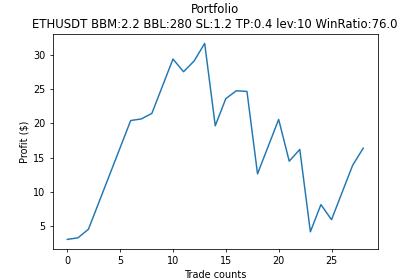 Portfolio
ETHUSDT BBM:2.2 BBL:280 SL:1.2 TP:0.4 lev:10 WinRatio:76.0
30
25
20
15
10
5
Profit ($)
0 5 10 15 20 25
Trade counts